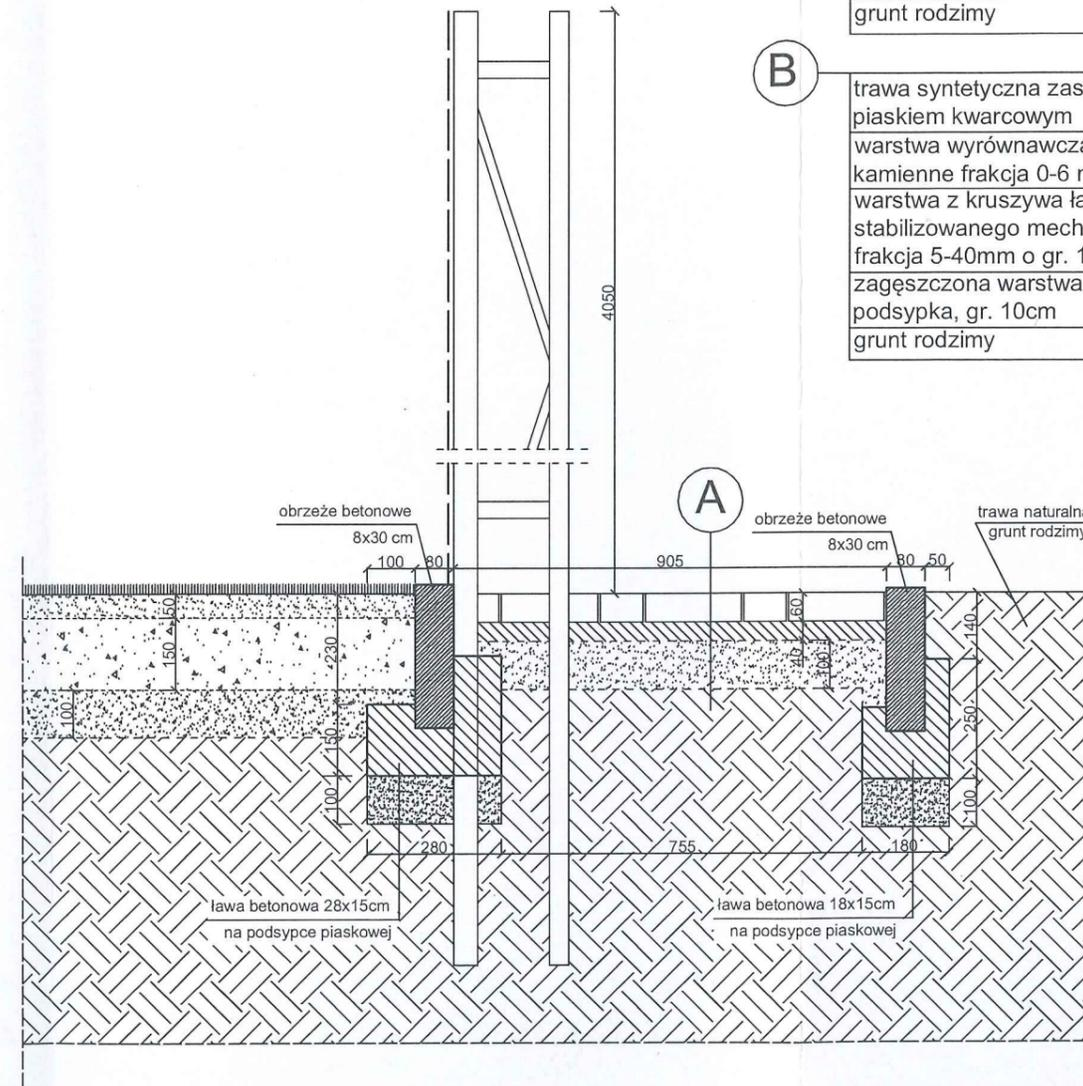 grunt rodzimy
B
trawa syntetyczna zas
piaskiem kwarcowym
warstwa wyrównawcza
kamienne frakcja 0-6 
warstwa z kruszywa ła
stabilizowanego mech
frakcja 5-40mm o gr. 1
zagęszczona warstwa
podsypka, gr. 10cm
grunt rodzimy
4050
A
obrzeże betonowe
8x30 cm
obrzeże betonowe
8x30 cm
trawa naturalna
grunt rodzimy
100 80 905 80 50
50
150
100
230
150
100
60
40
100
140
250
100
280 755 180
ława betonowa 28x15cm
na podsypce piaskowej
ława betonowa 18x15cm
na podsypce piaskowej